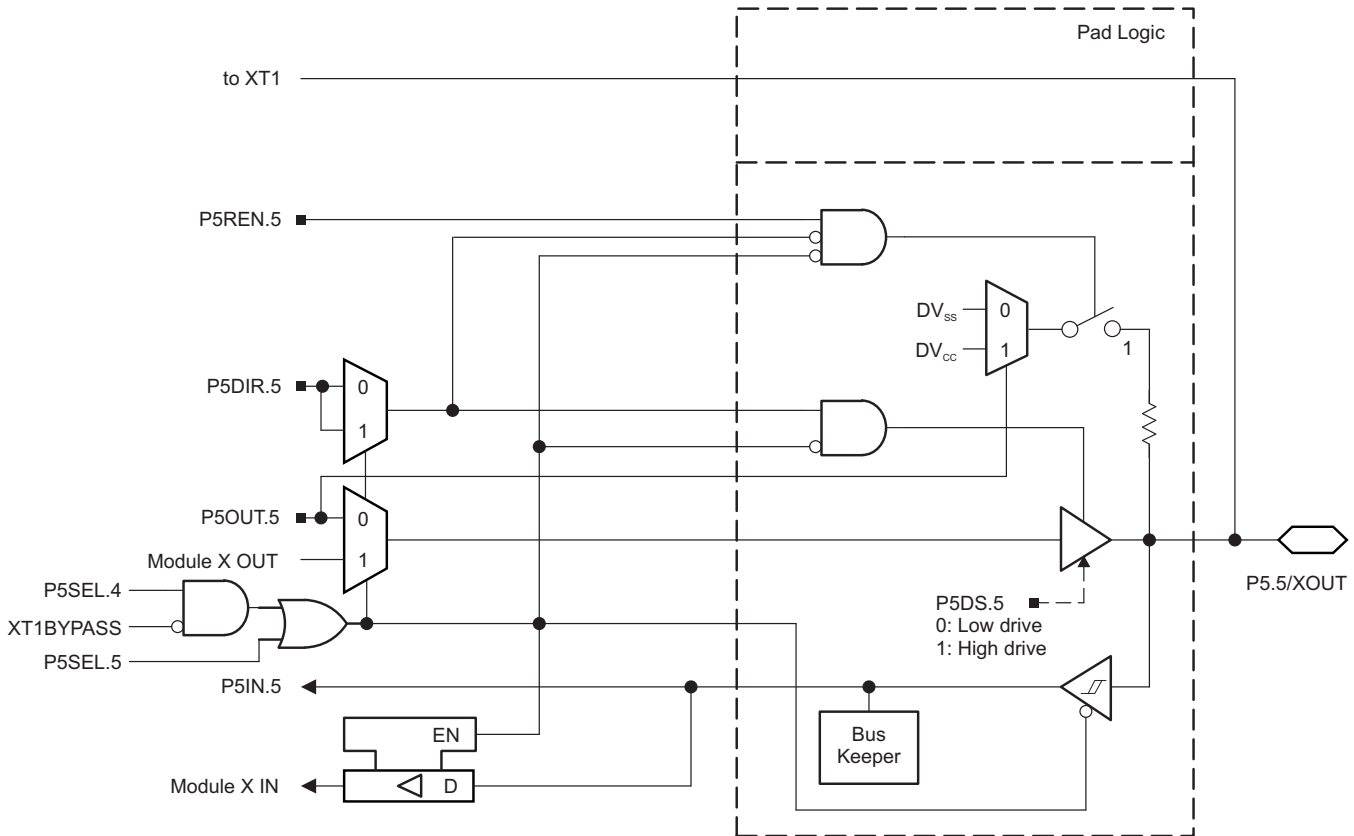 Pad Logic
to XT1
P5REN.5
DVSS
0
DVCC
1
1
P5DIR.5
0
1
P5OUT.5
0
Module X OUT
1
P5SEL.4
XT1BYPASS
P5SEL.5
P5.5/XOUT
P5DS.5
0: Low drive
1: High drive
P5IN.5
EN
Bus
Keeper
Module X IN
D